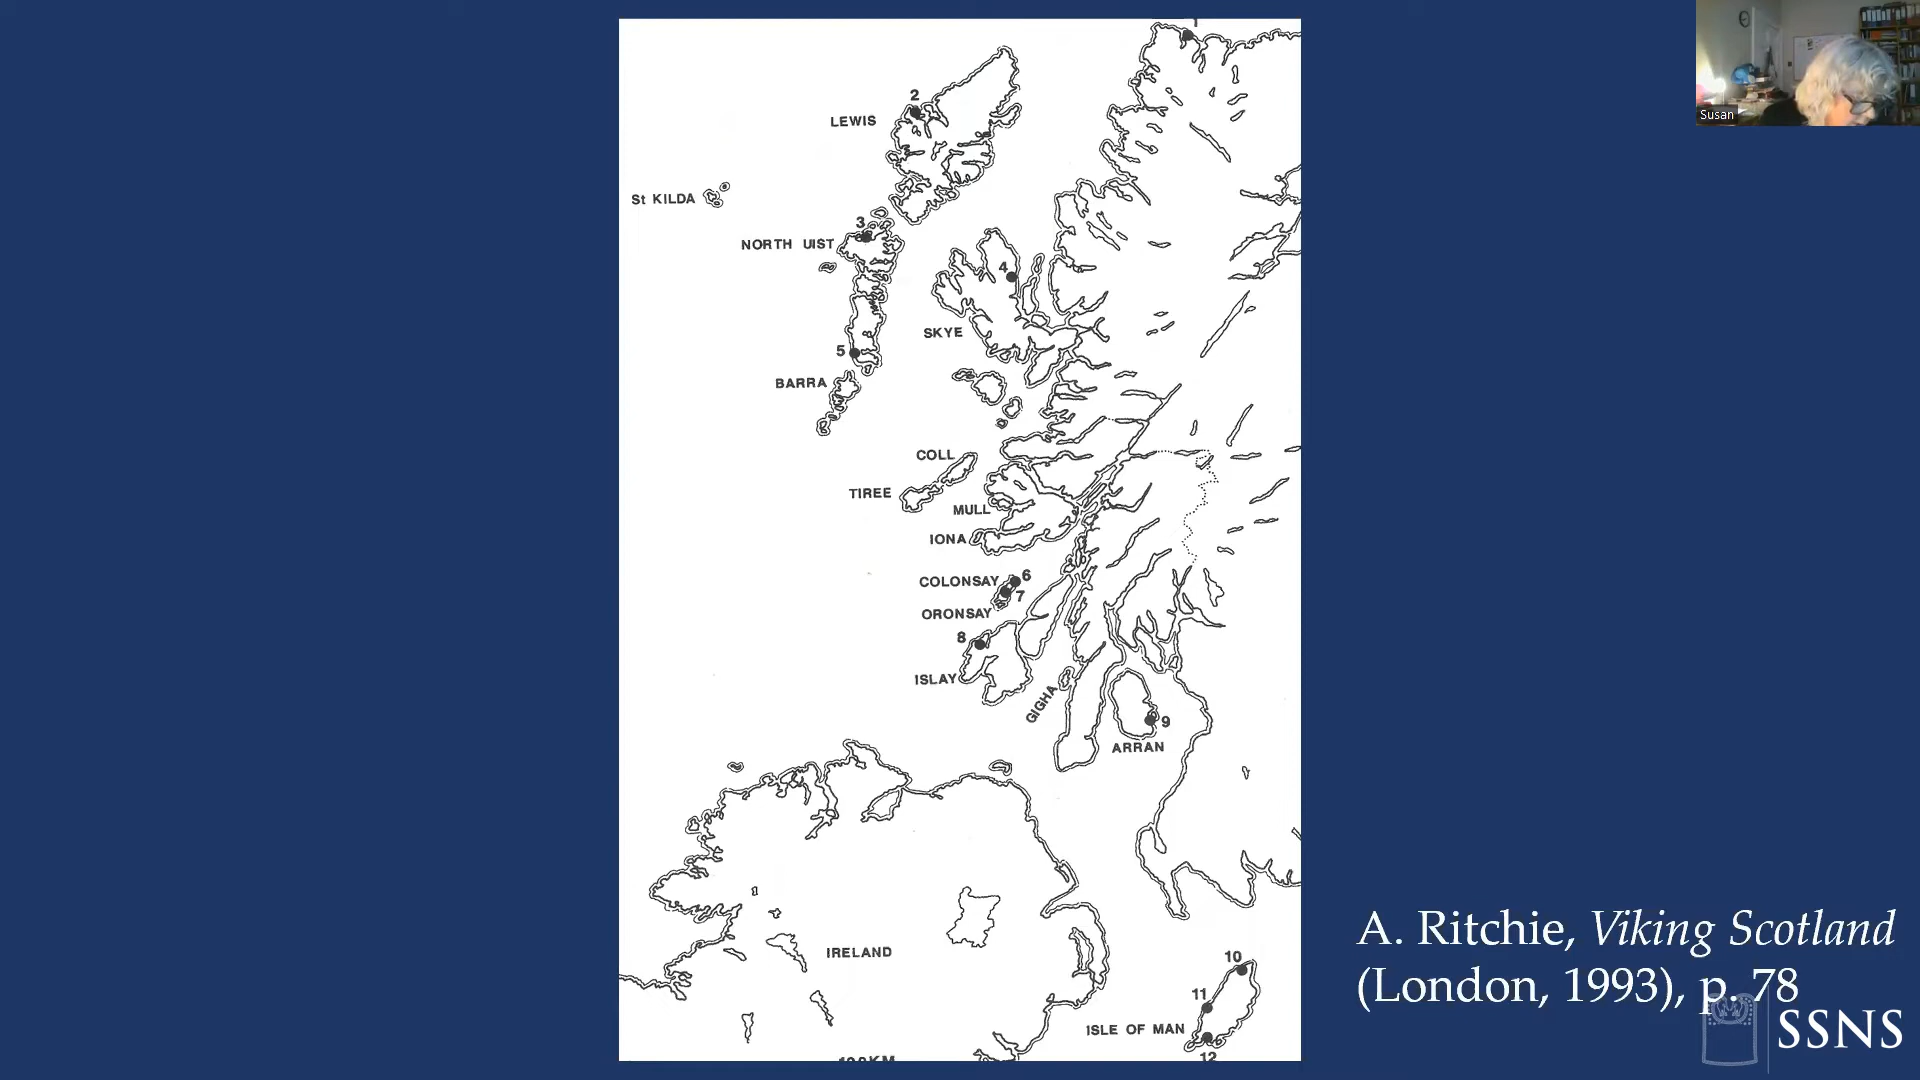 1
Susan
2
LEWIS
St KILDA
3
NORTH UIST
4
SKYE
5
BARRA
COLL
TIREE
MULL
IONA
COLONSAY 6
7
ORONSAY
8
ISLAY
GIGHA
9
ARRAN
IRELAND
10
11
ISLE OF MAN
12
A. Ritchie, Viking Scotland
(London, 1993), p. 78
SSNS